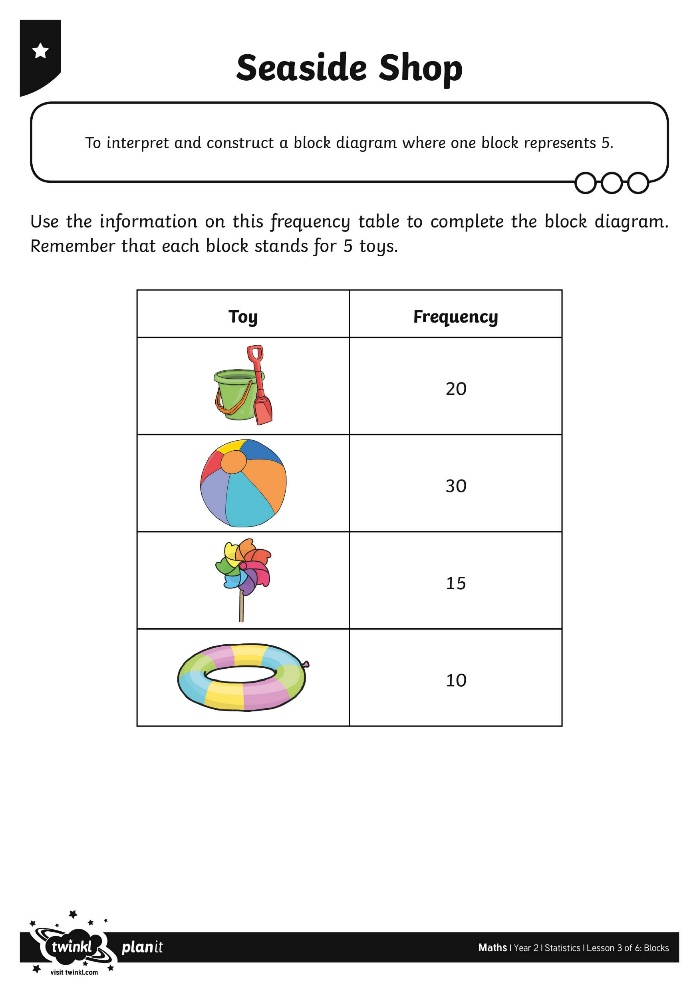 Seaside Shop
To interpret and construct a block diagram where one block represents 5.
Use the information on this frequency table to complete the block diagram.
Remember that each block stands for 5 toys.
Toy Frequency
20
30
15
10
twinkl planit
visit twinkl.com
Maths | Year 2 | Statistics | Lesson 3 of 6: Blocks